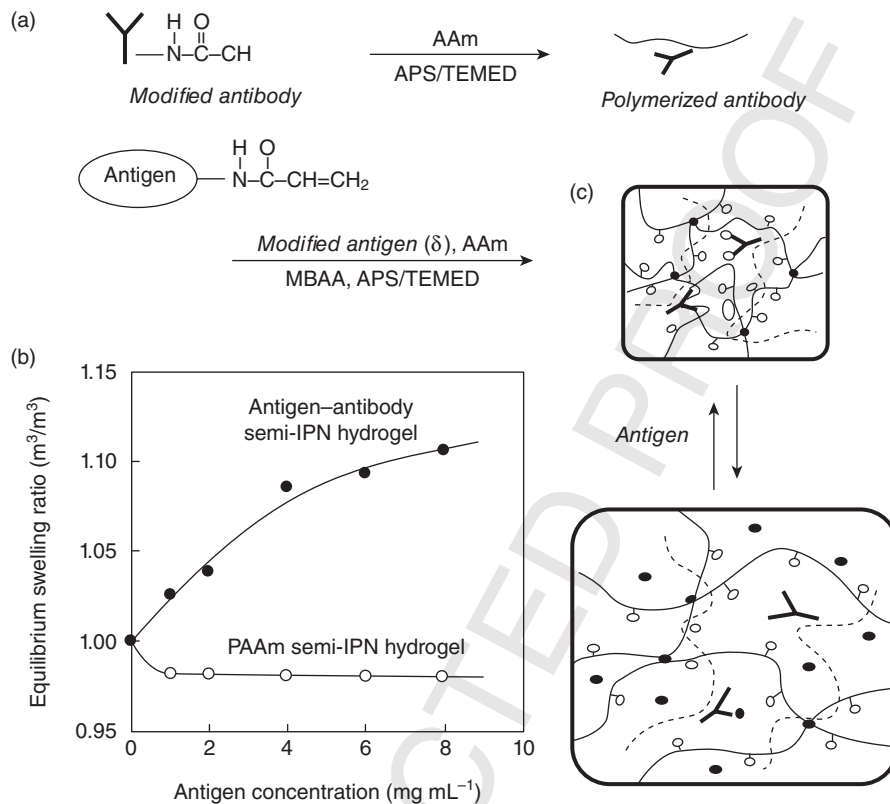 (a)
H O
N–C–CH
Modified antibody
AAm
APS/TEMED
Polymerized antibody
Antigen
H O
N–C–CH=CH₂
Modified antigen (δ), AAm
MBAA, APS/TEMED
(c)
Antigen
(b)
Equilibrium swelling ratio (m³/m³)
1.15
1.10
1.05
1.00
0.95
Antigen–antibody
semi-IPN hydrogel
PAAm semi-IPN hydrogel
0 2 4 6 8 10
Antigen concentration (mg mL⁻¹)
CTED PROOF